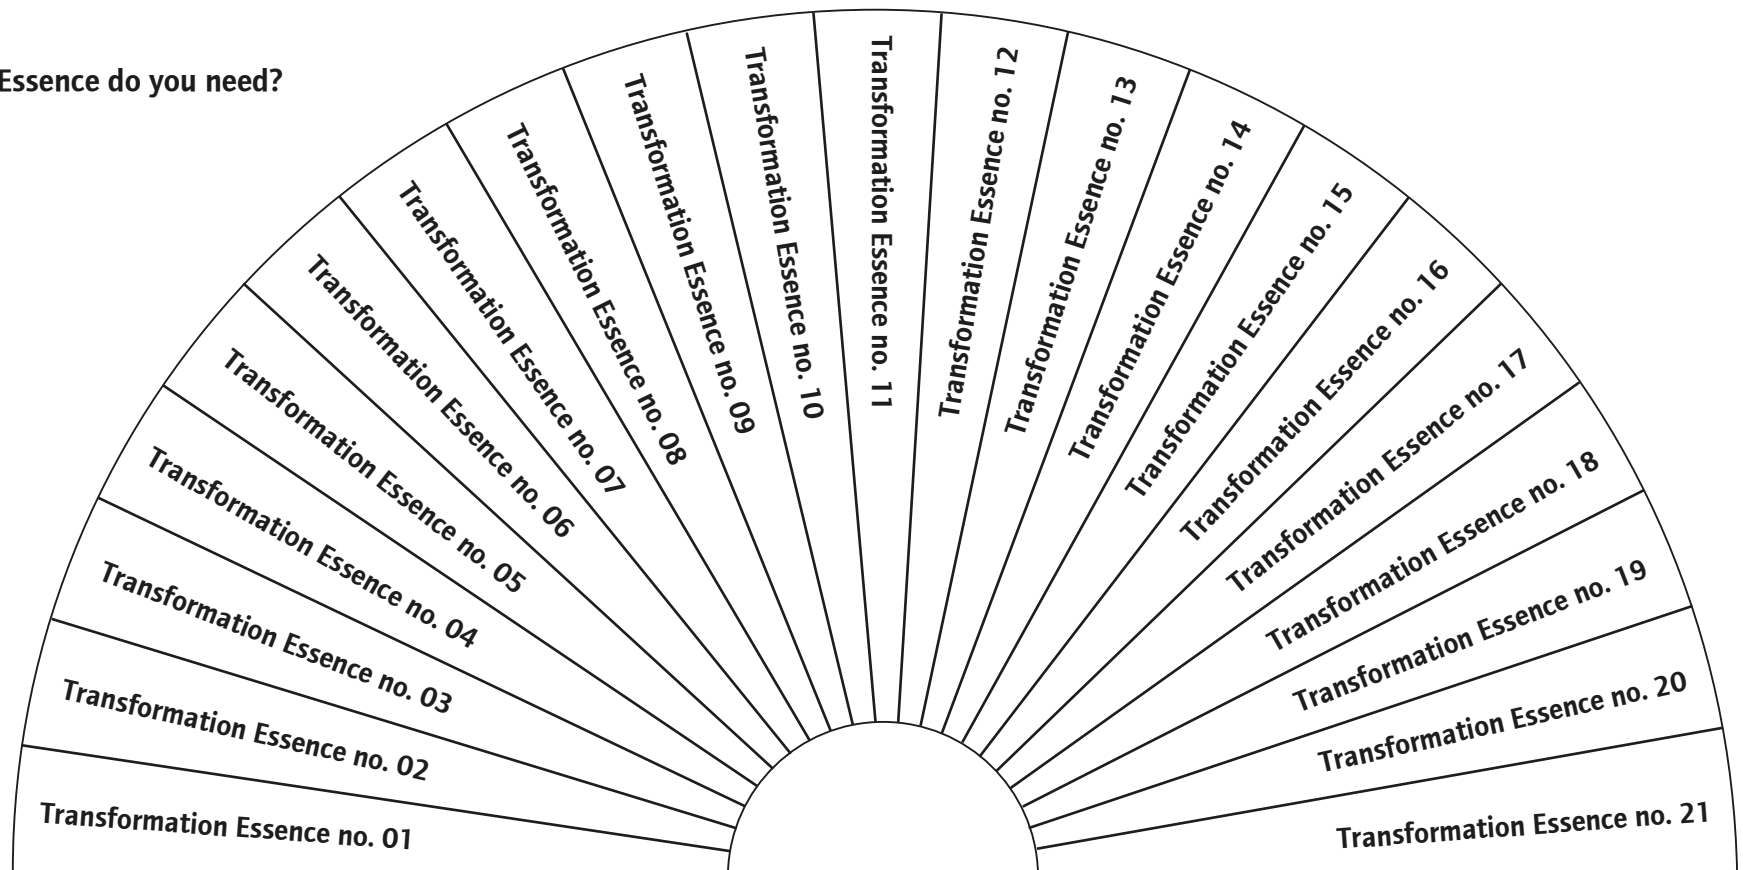 Essence do you need?
Transformation Essence no. 01
Transformation Essence no. 02
Transformation Essence no. 03
Transformation Essence no. 04
Transformation Essence no. 05
Transformation Essence no. 06
Transformation Essence no. 07
Transformation Essence no. 08
Transformation Essence no. 09
Transformation Essence no. 10
Transformation Essence no. 11
Transformation Essence no. 12
Transformation Essence no. 13
Transformation Essence no. 14
Transformation Essence no. 15
Transformation Essence no. 16
Transformation Essence no. 17
Transformation Essence no. 18
Transformation Essence no. 19
Transformation Essence no. 20
Transformation Essence no. 21